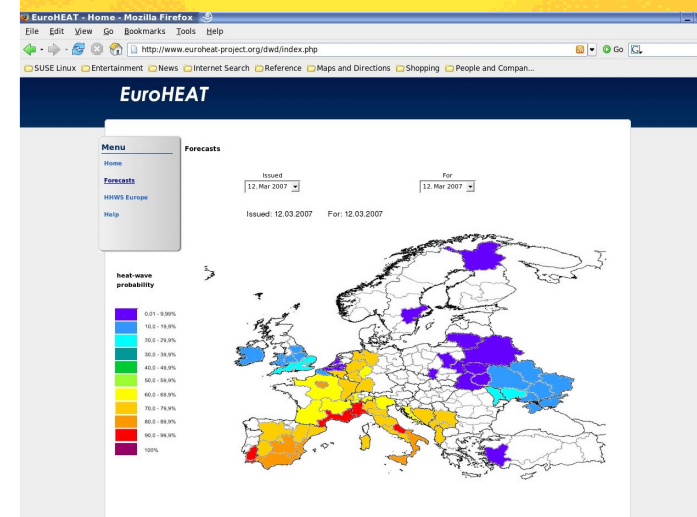 EuroHEAT - Home - Mozilla Firefox
File Edit View Go Bookmarks Tools Help
http://www.euroheat-project.org/dwd/index.php Go
SUSE Linux Entertainment News Internet Search Reference Maps and Directions Shopping People and Compan...
EuroHEAT
Menu
Home
Forecasts
HHWS Europe
Help
Forecasts
Issued For
12. Mar 2007 12. Mar 2007
Issued: 12.03.2007 For: 12.03.2007
heat-wave
probability
0,01 - 9,99%
10,0 - 19,9%
20,0 - 29,9%
30,0 - 39,9%
40,0 - 49,9%
50,0 - 59,9%
60,0 - 69,9%
70,0 - 79,9%
80,0 - 89,9%
90,0 - 99,9%
100%